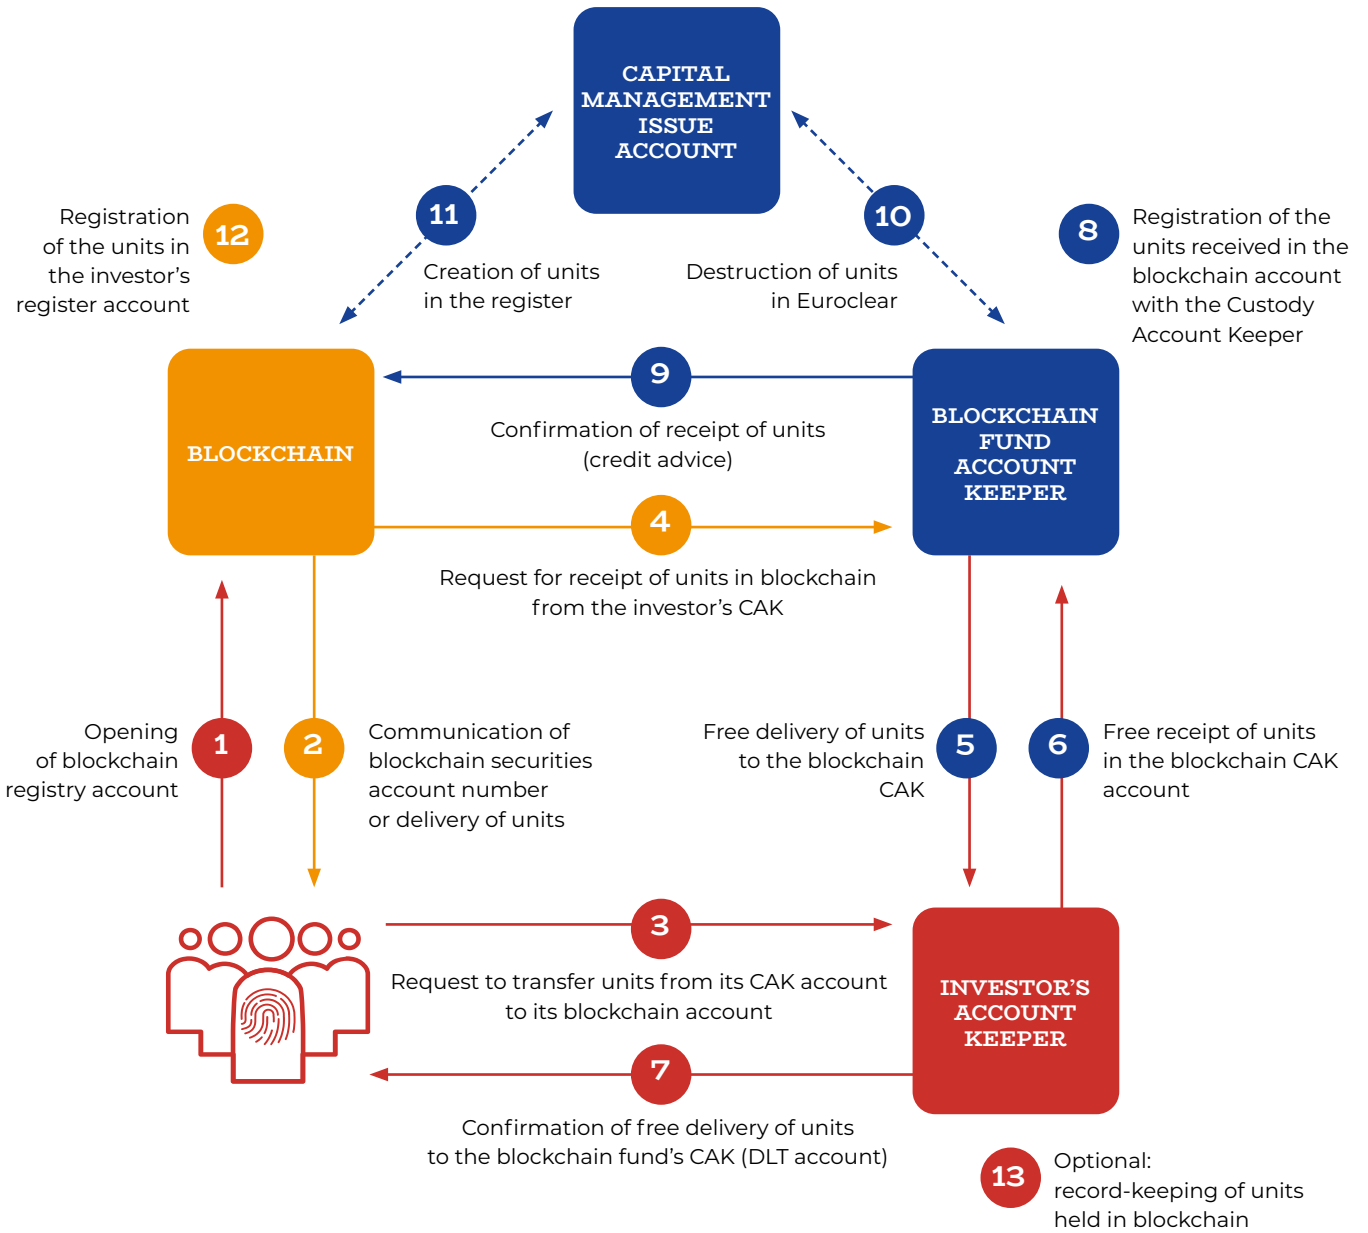 CAPITAL
MANAGEMENT
ISSUE
ACCOUNT
11
10
12
8
Registration
of the units in
the investor’s
register account
Creation of units
in the register
Destruction of units
in Euroclear
Registration of the
units received in the
blockchain account
with the Custody
Account Keeper
BLOCKCHAIN
9
Confirmation of receipt of units
(credit advice)
BLOCKCHAIN
FUND
ACCOUNT
KEEPER
4
Request for receipt of units in blockchain
from the investor’s CAK
Opening
of blockchain
registry account
1
2
Communication of
blockchain securities
account number
or delivery of units
Free delivery of units
to the blockchain
CAK
5
6
Free receipt of units
in the blockchain CAK
account
3
Request to transfer units from its CAK account
to its blockchain account
INVESTOR’S
ACCOUNT
KEEPER
7
Confirmation of free delivery of units
to the blockchain fund’s CAK (DLT account)
13
Optional:
record-keeping of units
held in blockchain